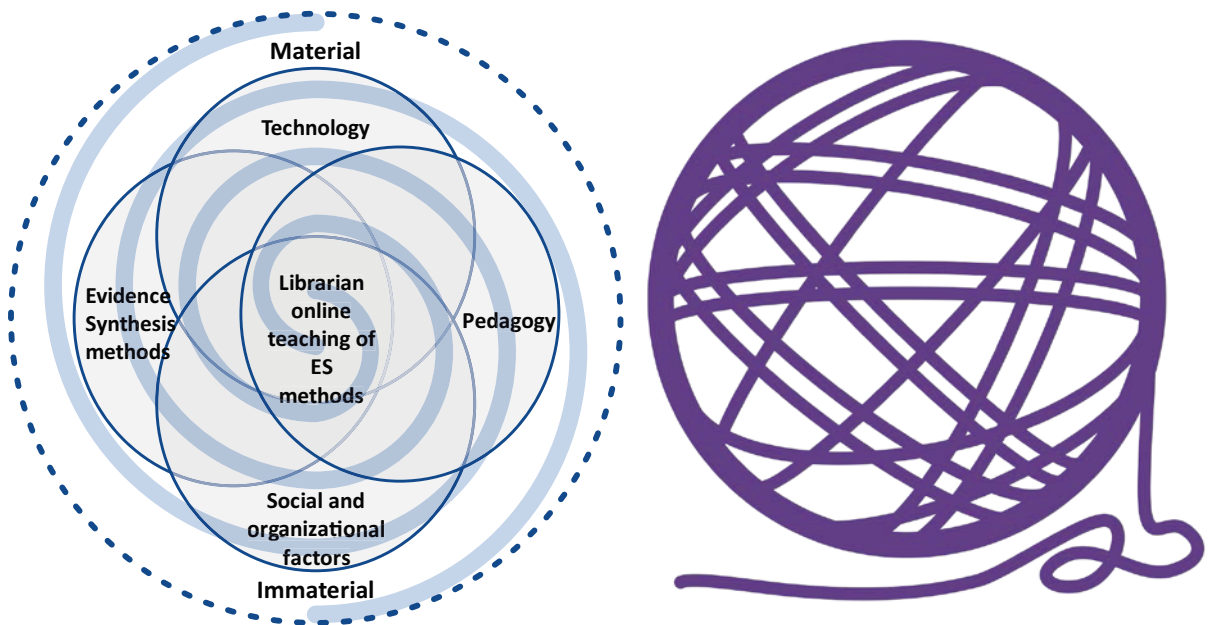 Material
Technology
Evidence
Synthesis
methods
Librarian
online
teaching of
ES
methods
Pedagogy
Social and
organizational
factors
Immaterial